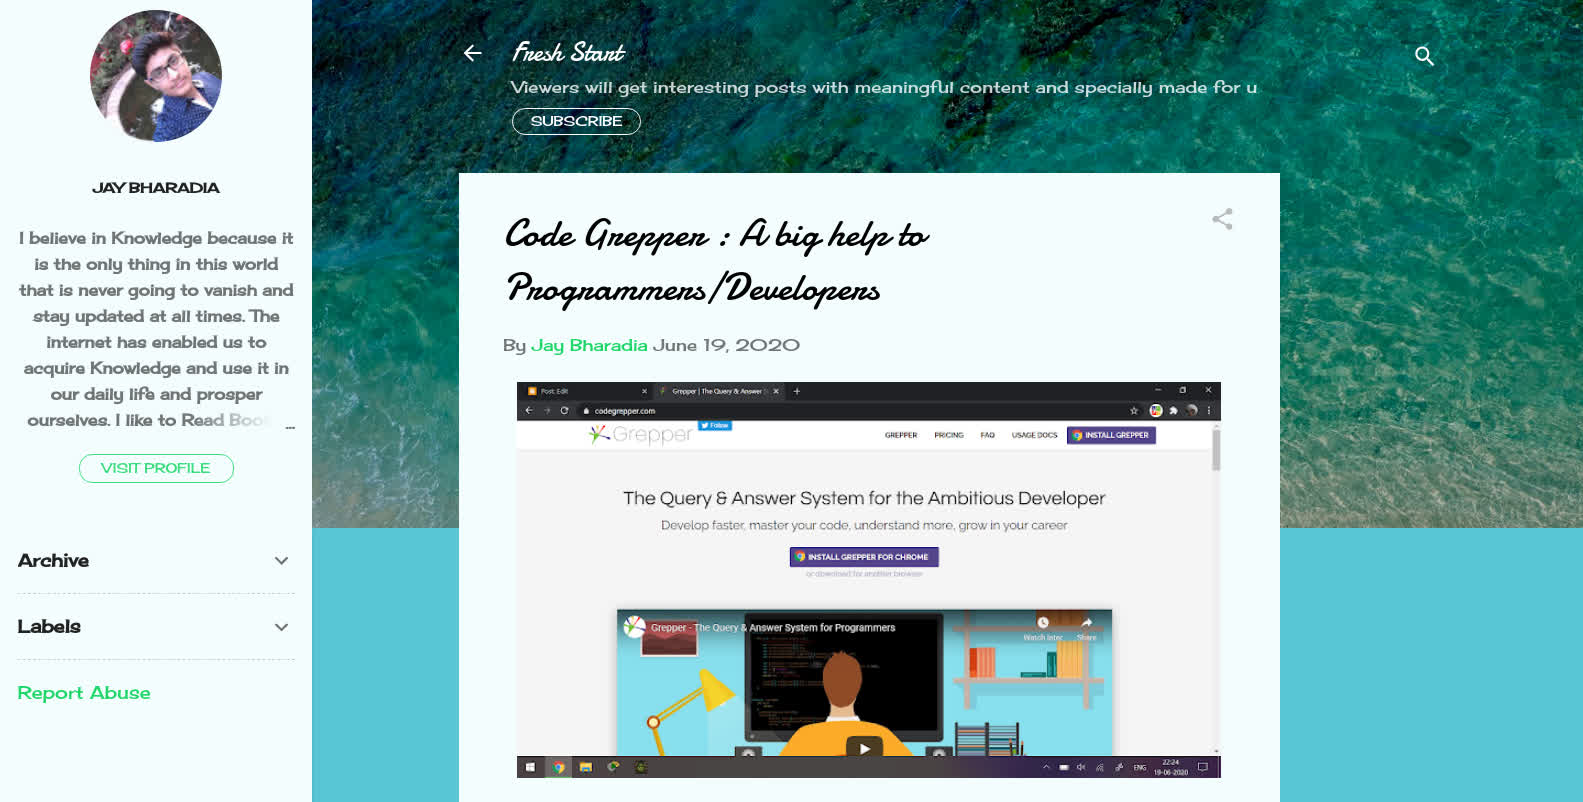 JAY BHARADIA
I believe in Knowledge because it
is the only thing in this world
that is never going to vanish and
stay updated at all times. The
internet has enabled us to
acquire Knowledge and use it in
our daily life and prosper
ourselves. I like to Read Boo
...
VISIT PROFILE
Archive
Labels
Report Abuse
Fresh Start
Viewers will get interesting posts with meaningful content and specially made for u
SUBSCRIBE
Code Grepper : A big help to
Programmers/Developers
By Jay Bharadia June 19, 2020
Post: Edit
Grepper | The Query & Answer S
codegrepper.com
Grepper
Follow
GREPPER PRICING FAQ USAGE DOCS INSTALL GREPPER
The Query & Answer System for the Ambitious Developer
Develop faster, master your code, understand more, grow in your career
INSTALL GREPPER FOR CHROME
or download for another browser
Grepper - The Query & Answer System for Programmers
Watch later Share
ENG
22:24
19-06-2020